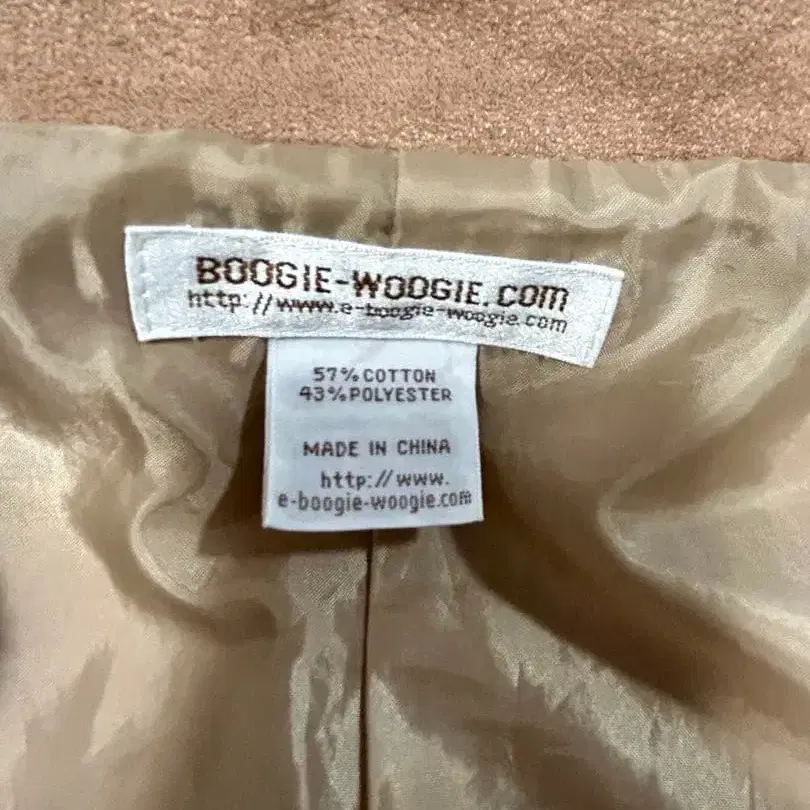 BOOGIE-WOOGIE.com
http://www.e-boogie-woogie.com
57%COTTON
43%POLYESTER
MADE IN CHINA
http://www.
e-boogie-woogie.com